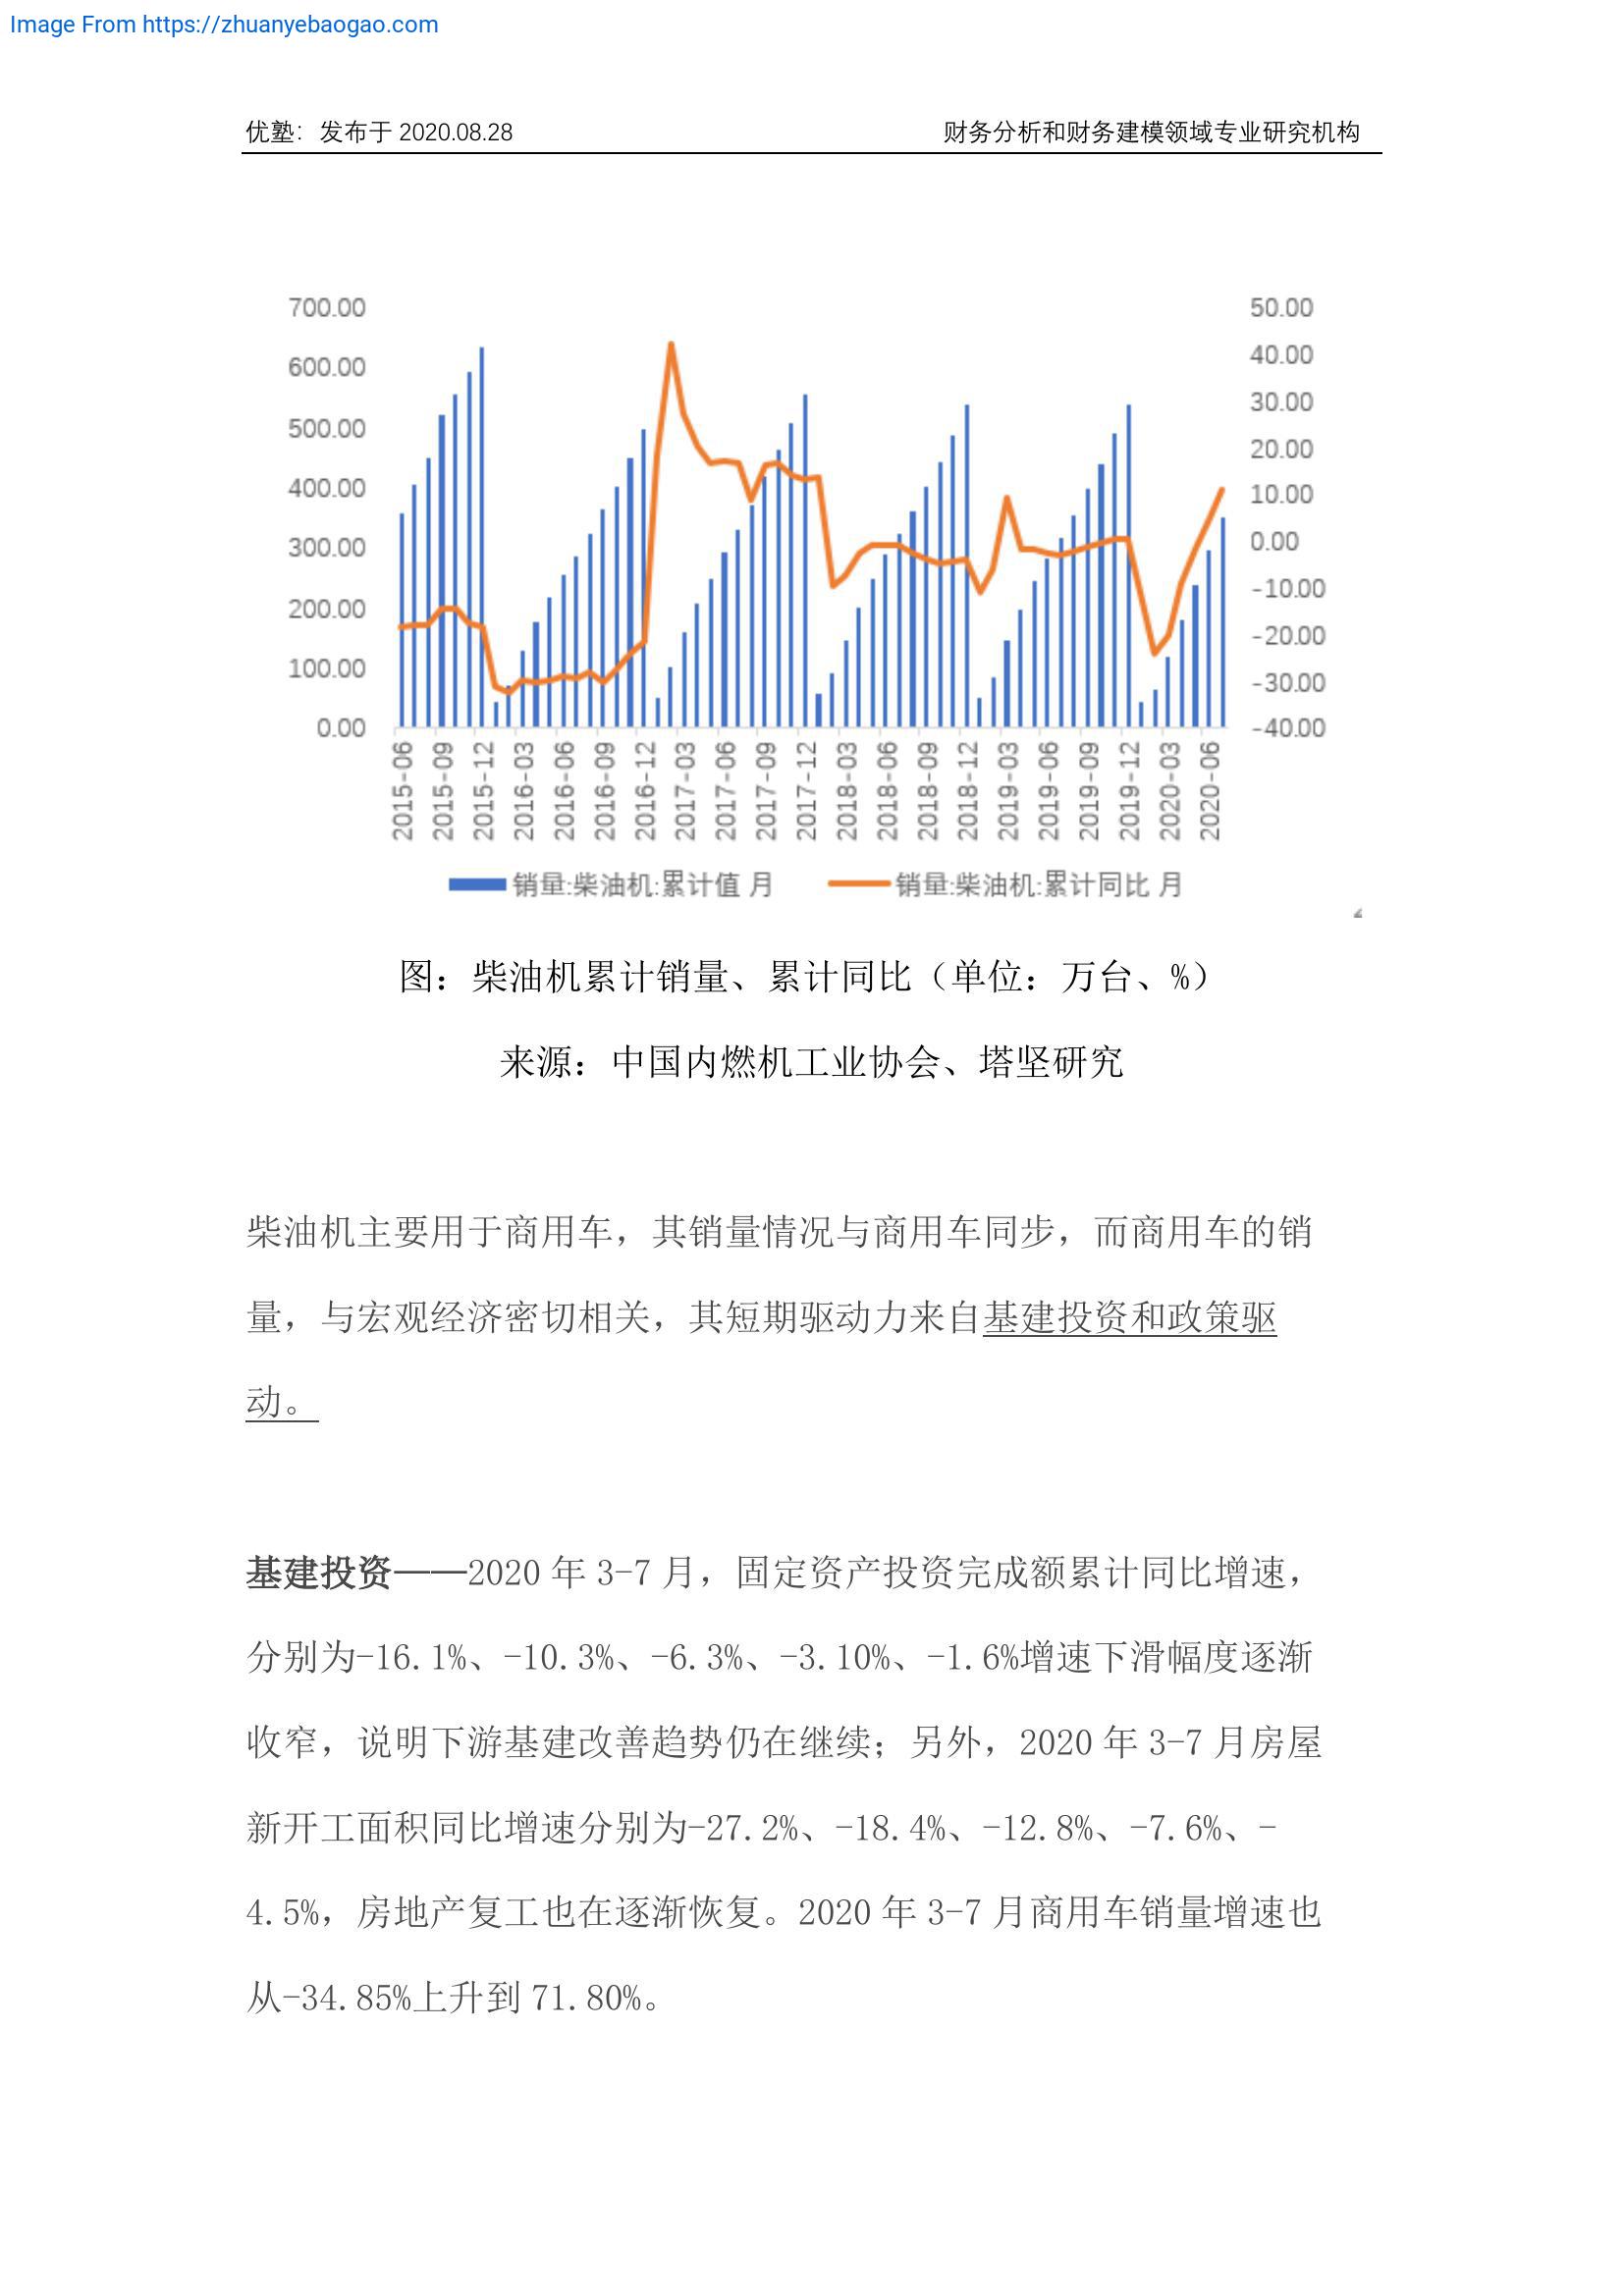 Image From https://zhuanyebaogao.com
优塾：发布于 2020.08.28 财务分析和财务建模领域专业研究机构
700.00 50.00
600.00 40.00
500.00 30.00
400.00 20.00
300.00 10.00
200.00 0.00
100.00 -10.00
0.00 -20.00
-30.00
-40.00
2015-06 2015-09 2015-12 2016-03 2016-06 2016-09 2016-12 2017-03 2017-06 2017-09 2017-12 2018-03 2018-06 2018-09 2018-12 2019-03 2019-06 2019-09 2019-12 2020-03 2020-06
销量:柴油机:累计值 月 销量:柴油机:累计同比 月
图：柴油机累计销量、累计同比（单位：万台、%）
来源：中国内燃机工业协会、塔坚研究
柴油机主要用于商用车，其销量情况与商用车同步，而商用车的销
量，与宏观经济密切相关，其短期驱动力来自基建投资和政策驱
动。
基建投资——2020 年 3-7 月，固定资产投资完成额累计同比增速，
分别为-16.1%、-10.3%、-6.3%、-3.10%、-1.6%增速下滑幅度逐渐
收窄，说明下游基建改善趋势仍在继续；另外，2020 年 3-7 月房屋
新开工面积同比增速分别为-27.2%、-18.4%、-12.8%、-7.6%、-
4.5%，房地产复工也在逐渐恢复。2020 年 3-7 月商用车销量增速也
从-34.85%上升到 71.80%。